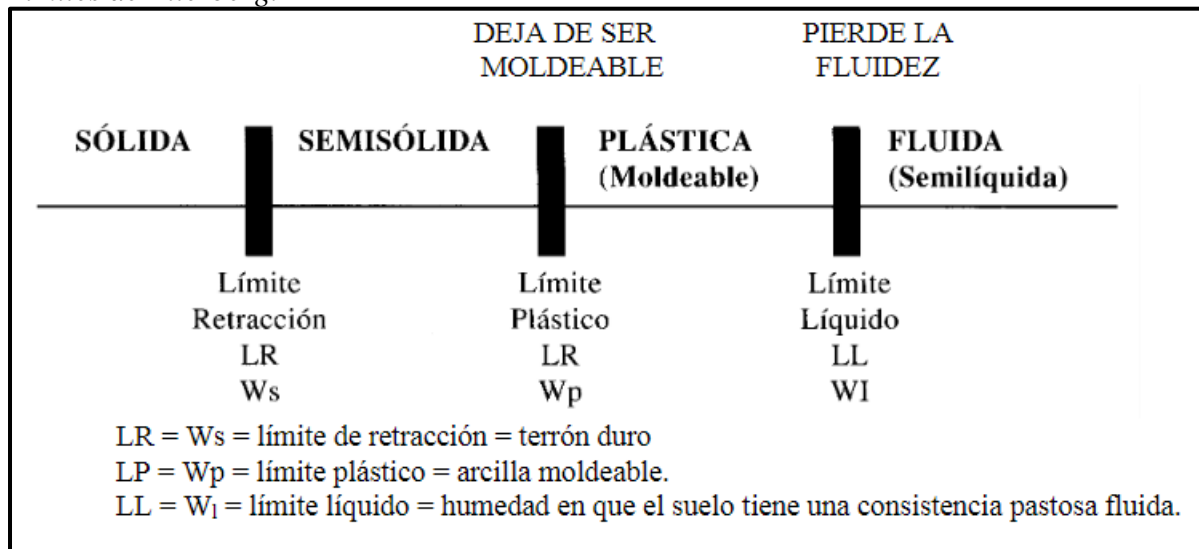 DEJA DE SER
MOLDEABLE
PIERDE LA
FLUIDEZ
SÓLIDA
SEMISÓLIDA
PLÁSTICA
(Moldeable)
FLUIDA
(Semilíquida)
Límite
Retracción
LR
Ws
Límite
Plástico
LR
Wp
Límite
Líquido
LL
WI
LR = Ws = límite de retracción = terrón duro
LP = Wp = límite plástico = arcilla moldeable.
LL = Wl = límite líquido = humedad en que el suelo tiene una consistencia pastosa fluida.